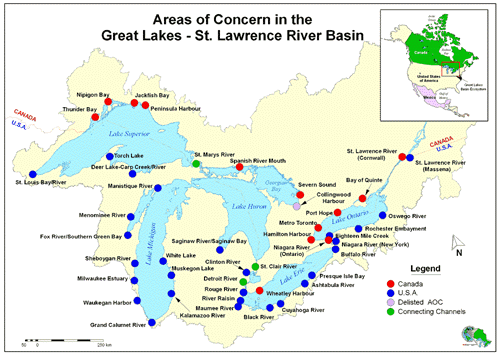 Areas of Concern in the
Great Lakes - St. Lawrence River Basin
Canada
United States
of America
Great Lakes
Basin Ecosystem
Mexico
Nipigon Bay
Jackfish Bay
Thunder Bay
Peninsula Harbour
CANADA
U.S.A.
Lake Superior
St. Marys River
CANADA
U.S.A.
Torch Lake
Spanish River Mouth
St. Lawrence River
(Cornwall)
St. Lawrence River
(Massena)
Deer Lake-Carp Creek/River
St. Louis Bay/River
Manistique River
Georgian
Bay
Severn Sound
Bay of Quinte
Collingwood
Harbour
Lake Huron
Port Hope
Lake Ontario
Menominee River
Oswego River
Metro Toronto
Rochester Embayment
Fox River/Southern Green Bay
Lake Michigan
Hamilton Harbour
Eighteen Mile Creek
Saginaw River/Saginaw Bay
Niagara River
(Ontario)
Niagara River (New York)
Buffalo River
Sheboygan River
White Lake
Clinton River
St. Clair River
Muskegon Lake
Detroit River
Lake Erie
Presque Isle Bay
Milwaukee Estuary
Rouge River
Wheatley Harbour
Ashtabula River
Waukegan Harbor
River Raisin
Kalamazoo River
Maumee River
Black River
Cuyahoga River
Grand Calumet River
N
Legend
Canada
U.S.A.
Delisted AOC
Connecting Channels